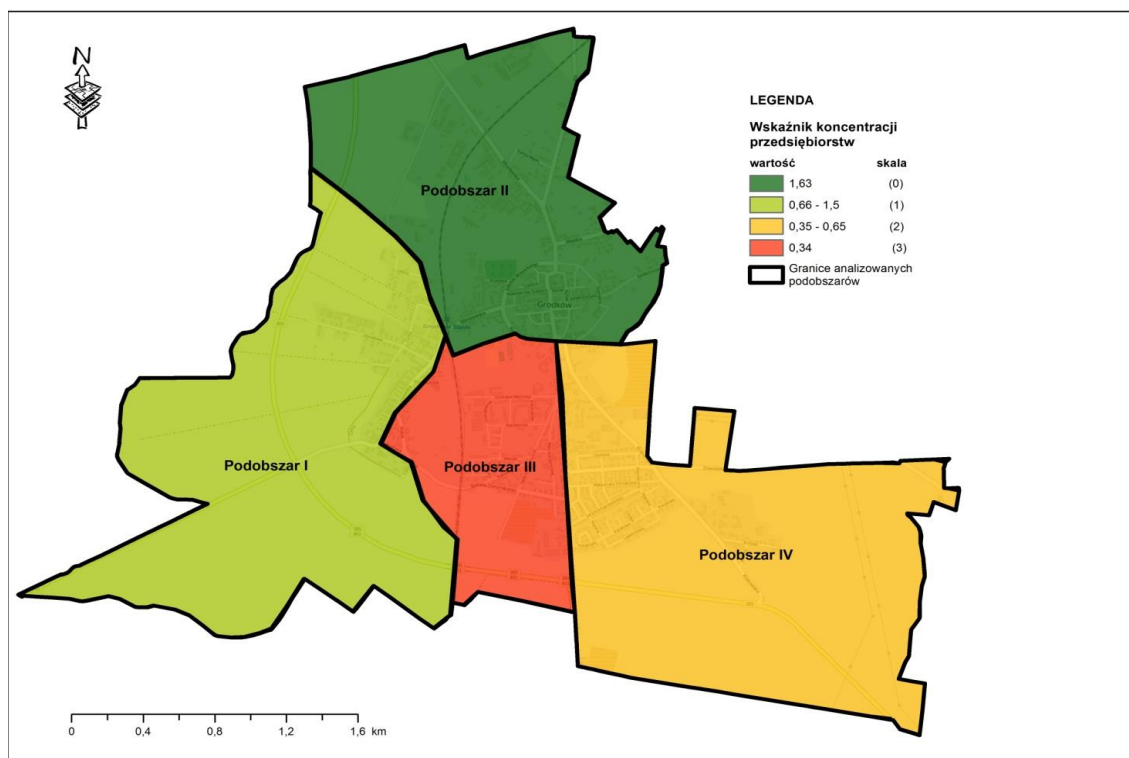 N
LEGENDA
Wskaźnik koncentracji
przedsiębiorstw
wartość skala
1,63 (0)
0,66 - 1,5 (1)
0,35 - 0,65 (2)
0,34 (3)
Granice analizowanych
podobszarów
Podobszar II
Grodków
Podobszar I
Podobszar III
Podobszar IV
0 0,4 0,8 1,2 1,6 km